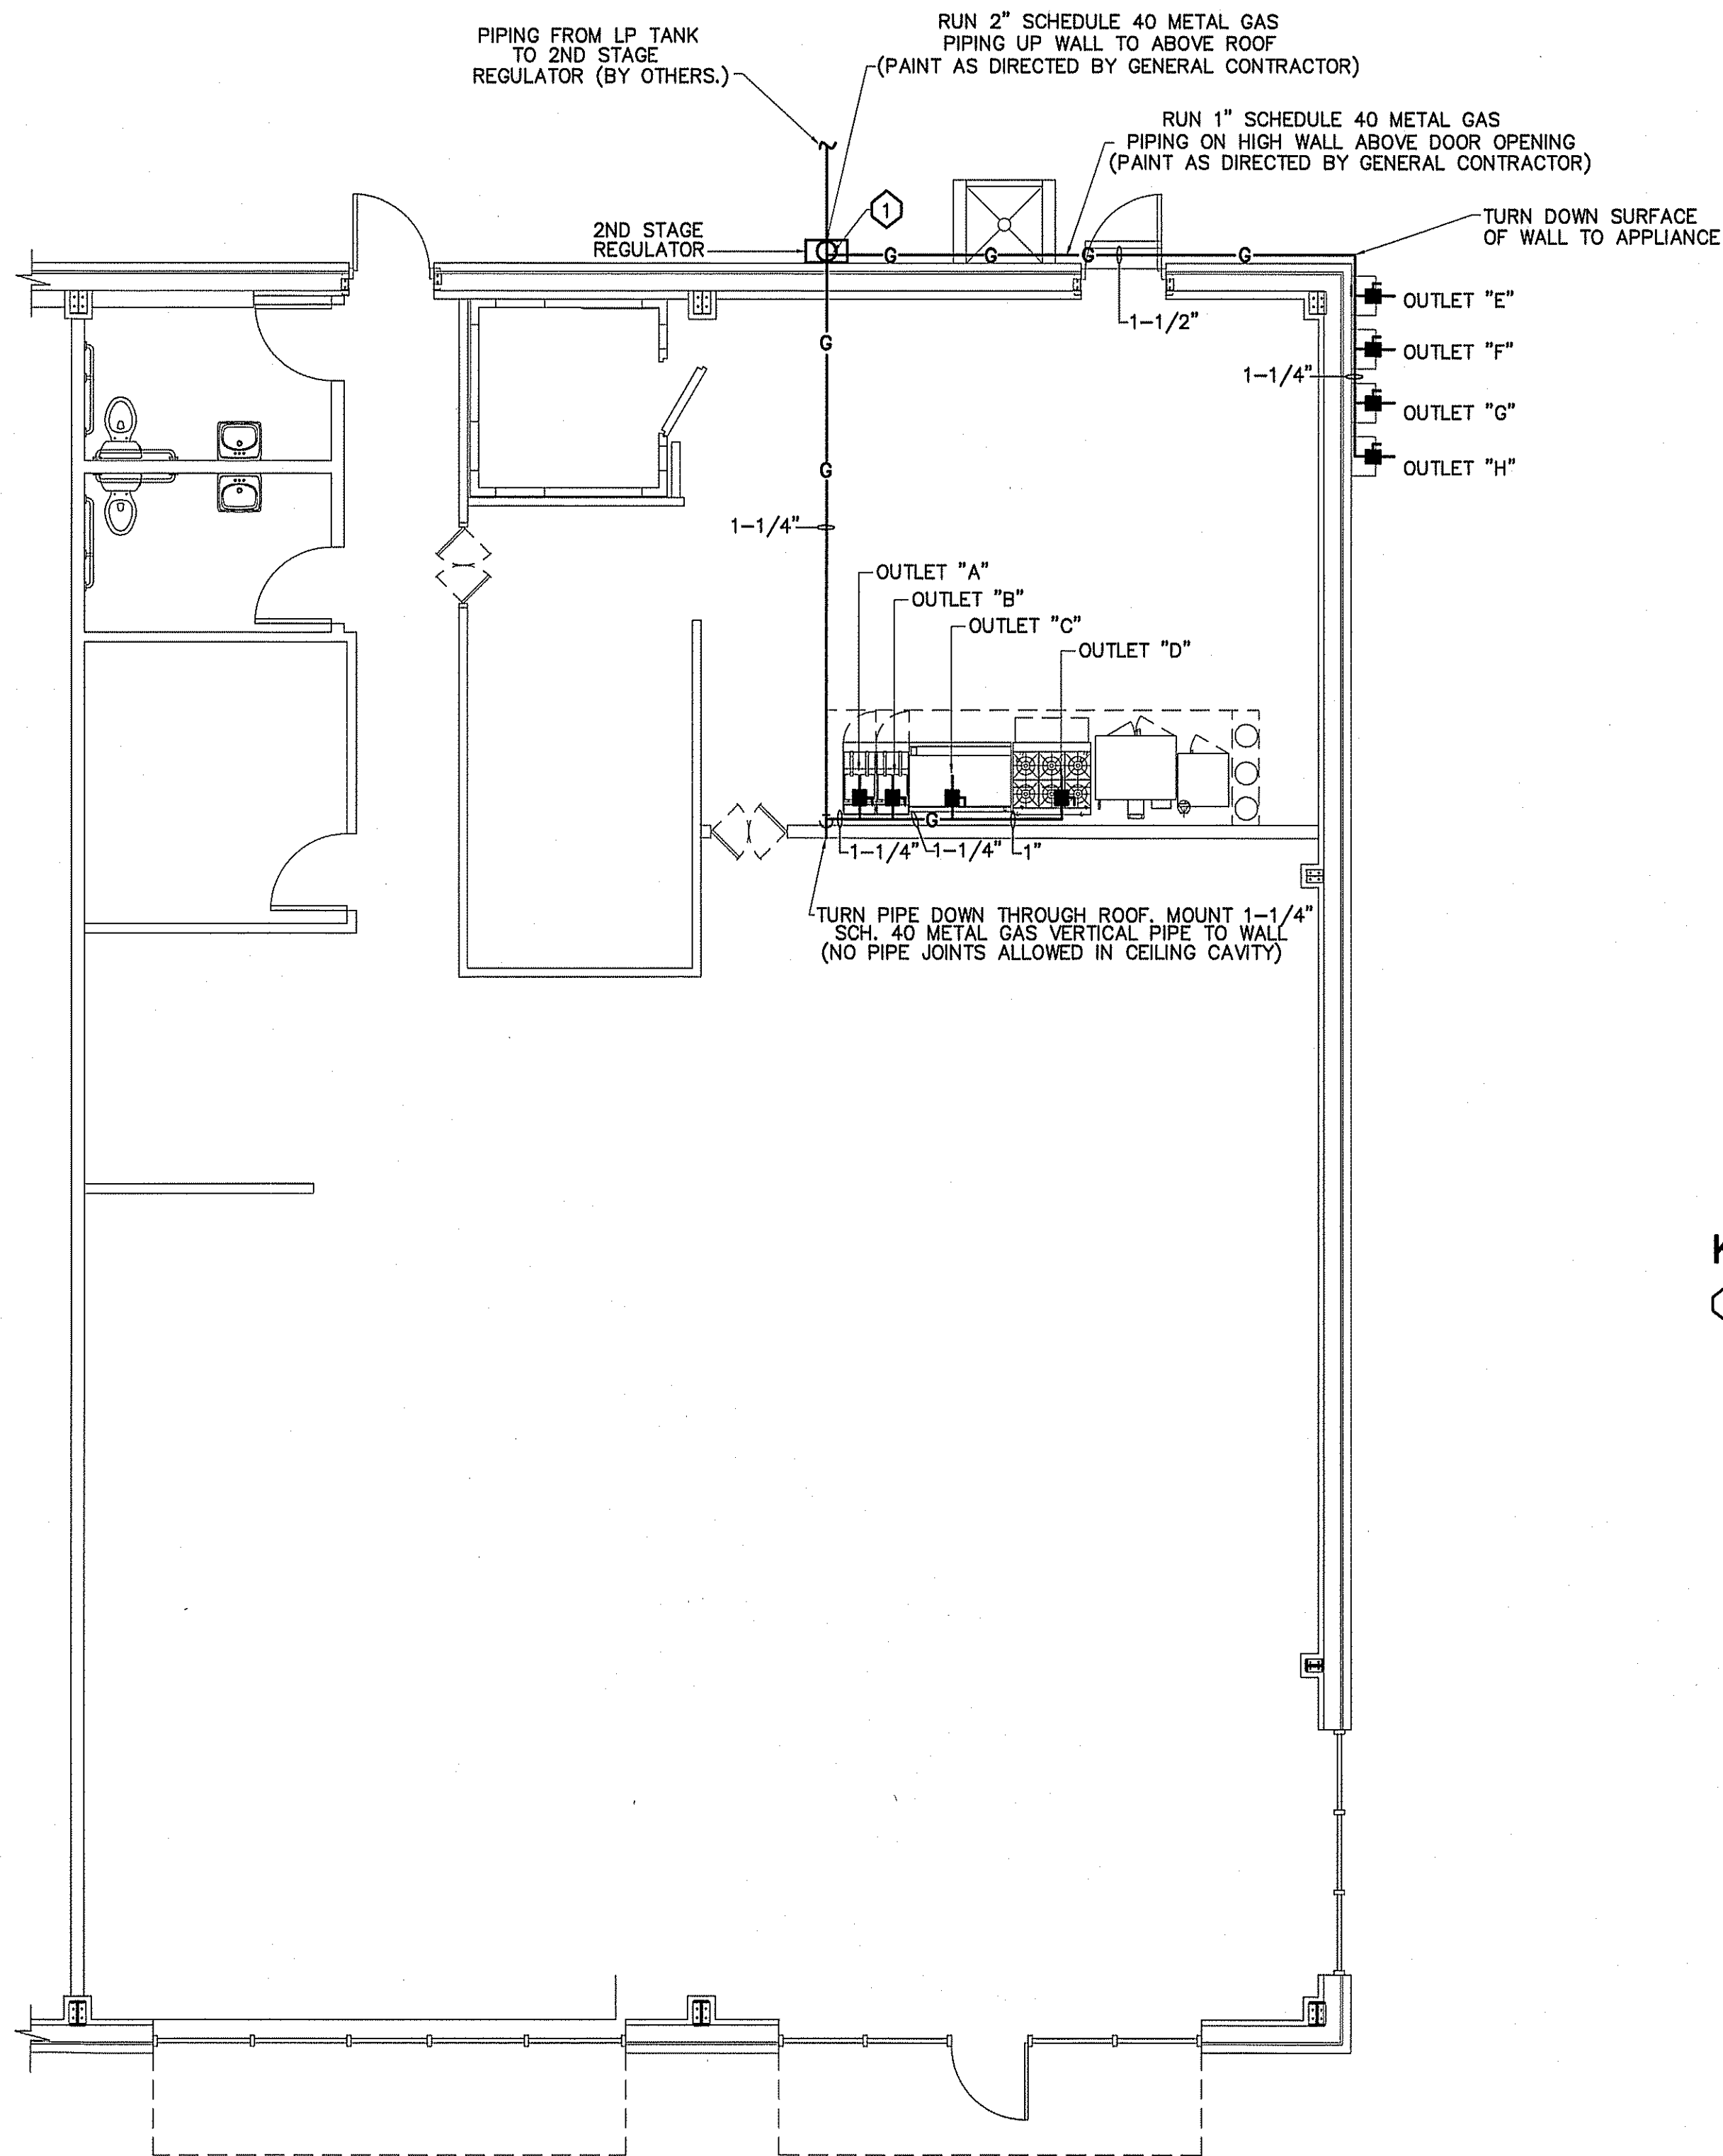 PIPING FROM LP TANK
TO 2ND STAGE
REGULATOR (BY OTHERS.)
RUN 2" SCHEDULE 40 METAL GAS
PIPING UP WALL TO ABOVE ROOF
(PAINT AS DIRECTED BY GENERAL CONTRACTOR)
RUN 1" SCHEDULE 40 METAL GAS
PIPING ON HIGH WALL ABOVE DOOR OPENING
(PAINT AS DIRECTED BY GENERAL CONTRACTOR)
1
2ND STAGE
REGULATOR
TURN DOWN SURFACE
OF WALL TO APPLIANCE
G
G
G
G
OUTLET "E"
1-1/2"
G
OUTLET "F"
1-1/4"
OUTLET "G"
OUTLET "H"
G
1-1/4"
OUTLET "A"
OUTLET "B"
OUTLET "C"
OUTLET "D"
G
1-1/4"
1-1/4"
1"
TURN PIPE DOWN THROUGH ROOF. MOUNT 1-1/4"
SCH. 40 METAL GAS VERTICAL PIPE TO WALL
(NO PIPE JOINTS ALLOWED IN CEILING CAVITY)